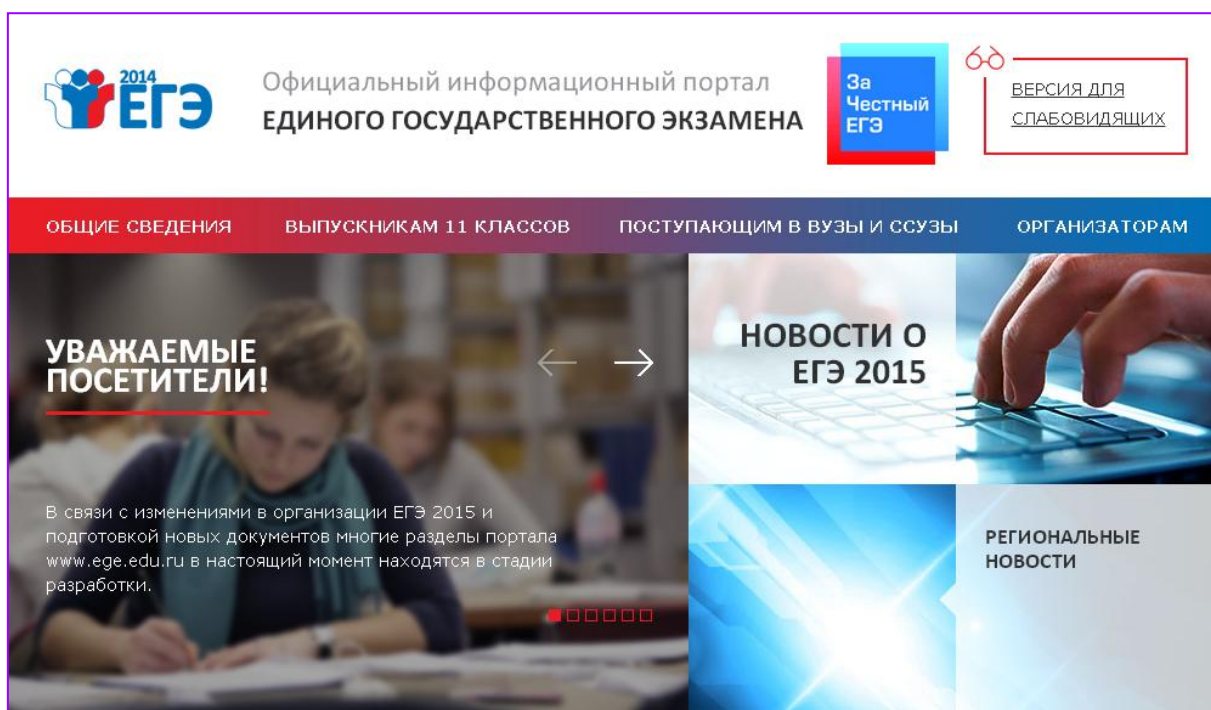 2014
ЕГЭ
Официальный информационный портал
ЕДИНОГО ГОСУДАРСТВЕННОГО ЭКЗАМЕНА
За
Честный
ЕГЭ
ВЕРСИЯ ДЛЯ
СЛАБОВИДЯЩИХ
ОБЩИЕ СВЕДЕНИЯ ВЫПУСКНИКАМ 11 КЛАССОВ ПОСТУПАЮЩИМ В ВУЗЫ И ССУЗЫ ОРГАНИЗАТОРАМ
УВАЖАЕМЫЕ
ПОСЕТИТЕЛИ!
В связи с изменениями в организации ЕГЭ 2015 и
подготовкой новых документов многие разделы портала
www.ege.edu.ru в настоящий момент находятся в стадии
разработки.
НОВОСТИ О
ЕГЭ 2015
РЕГИОНАЛЬНЫЕ
НОВОСТИ